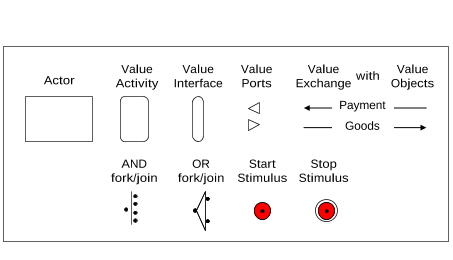 Actor
Value Activity
Value Interface
Value Ports
Value Exchange with Value Objects
Payment
Goods
AND fork/join
OR fork/join
Start Stimulus
Stop Stimulus